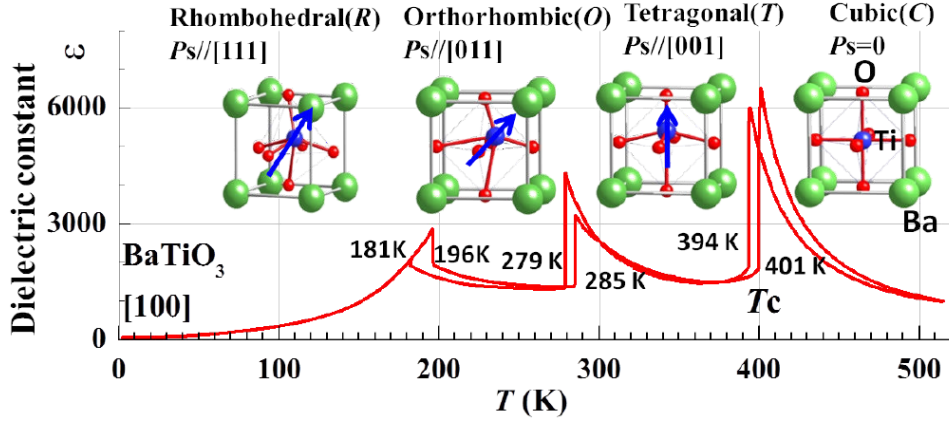 Rhombohedral(R) Orthorhombic(O) Tetragonal(T) Cubic(C)
Ps//[111] Ps//[011] Ps//[001] Ps=0
O
Ti
Ba
Dielectric constant ε
6000
3000
0
BaTiO₃
[100]
181K
196K
279 K
285 K
394 K
401 K
Tc
0 100 200 300 400 500
T (K)